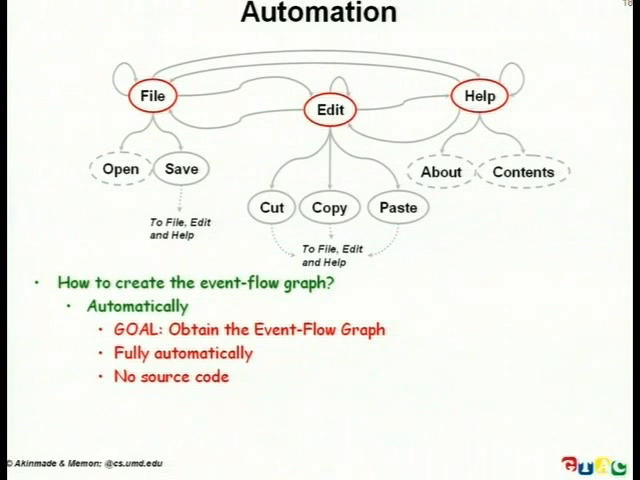 18
Automation
File
Edit
Help
Open
Save
About
Contents
Cut
Copy
Paste
To File, Edit
and Help
To File, Edit
and Help
• How to create the event-flow graph?
• Automatically
• GOAL: Obtain the Event-Flow Graph
• Fully automatically
• No source code
© Akinmade & Memon; @cs.umd.edu
GTAC